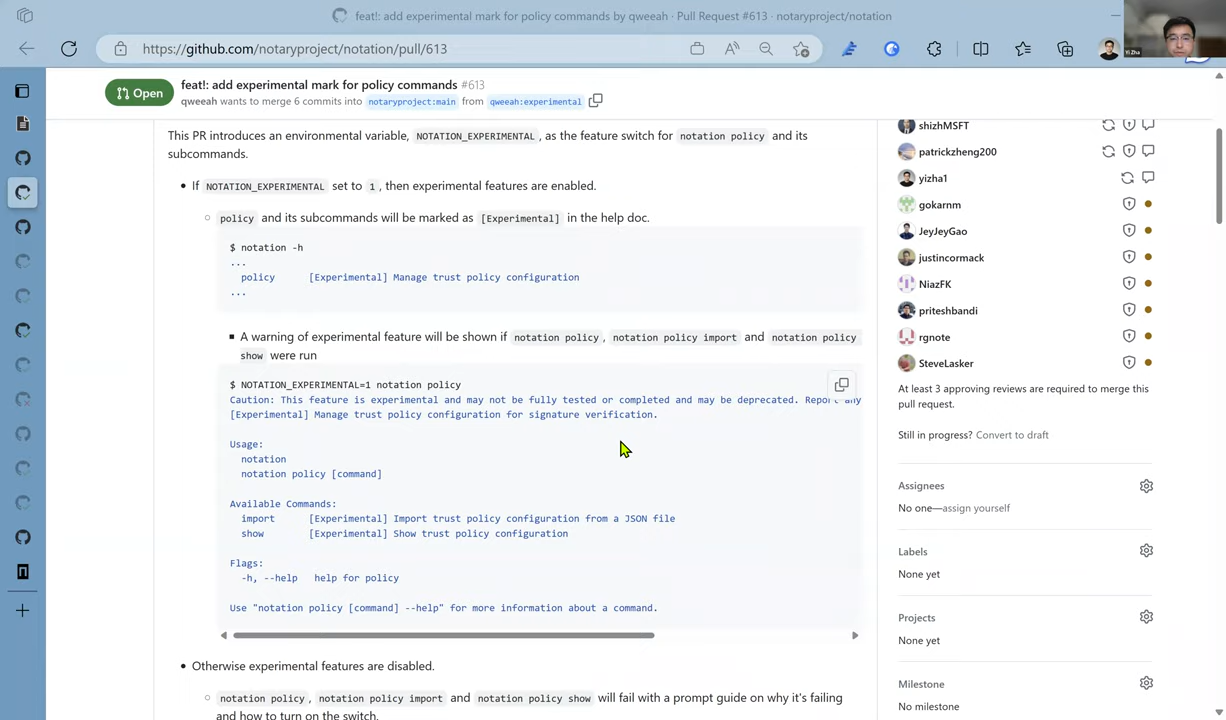 feat!: add experimental mark for policy commands by qweeah · Pull Request #613 · notaryproject/notation
https://github.com/notaryproject/notation/pull/613
Yi Zha
Open
feat!: add experimental mark for policy commands #613
qweeah wants to merge 6 commits into notaryproject:main from qweeah:experimental
This PR introduces an environmental variable, NOTATION_EXPERIMENTAL, as the feature switch for notation policy and its
subcommands.
• If NOTATION_EXPERIMENTAL set to 1, then experimental features are enabled.
policy and its subcommands will be marked as [Experimental] in the help doc.
$ notation -h
...
policy [Experimental] Manage trust policy configuration
...
A warning of experimental feature will be shown if notation policy, notation policy import and notation policy
show were run
$ NOTATION_EXPERIMENTAL=1 notation policy
Caution: This feature is experimental and may not be fully tested or completed and may be deprecated. Report any
[Experimental] Manage trust policy configuration for signature verification.
Usage:
notation
notation policy [command]
Available Commands:
import [Experimental] Import trust policy configuration from a JSON file
show [Experimental] Show trust policy configuration
Flags:
-h, --help help for policy
Use "notation policy [command] --help" for more information about a command.
• Otherwise experimental features are disabled.
notation policy, notation policy import and notation policy show will fail with a prompt guide on why it's failing
and how to turn on the switch.
shizhMSFT
patrickzheng200
yizha1
gokarnm
JeyJeyGao
justincormack
NiazFK
priteshbandi
rgnote
SteveLasker
At least 3 approving reviews are required to merge this
pull request.
Still in progress? Convert to draft
Assignees
No one—assign yourself
Labels
None yet
Projects
None yet
Milestone
No milestone